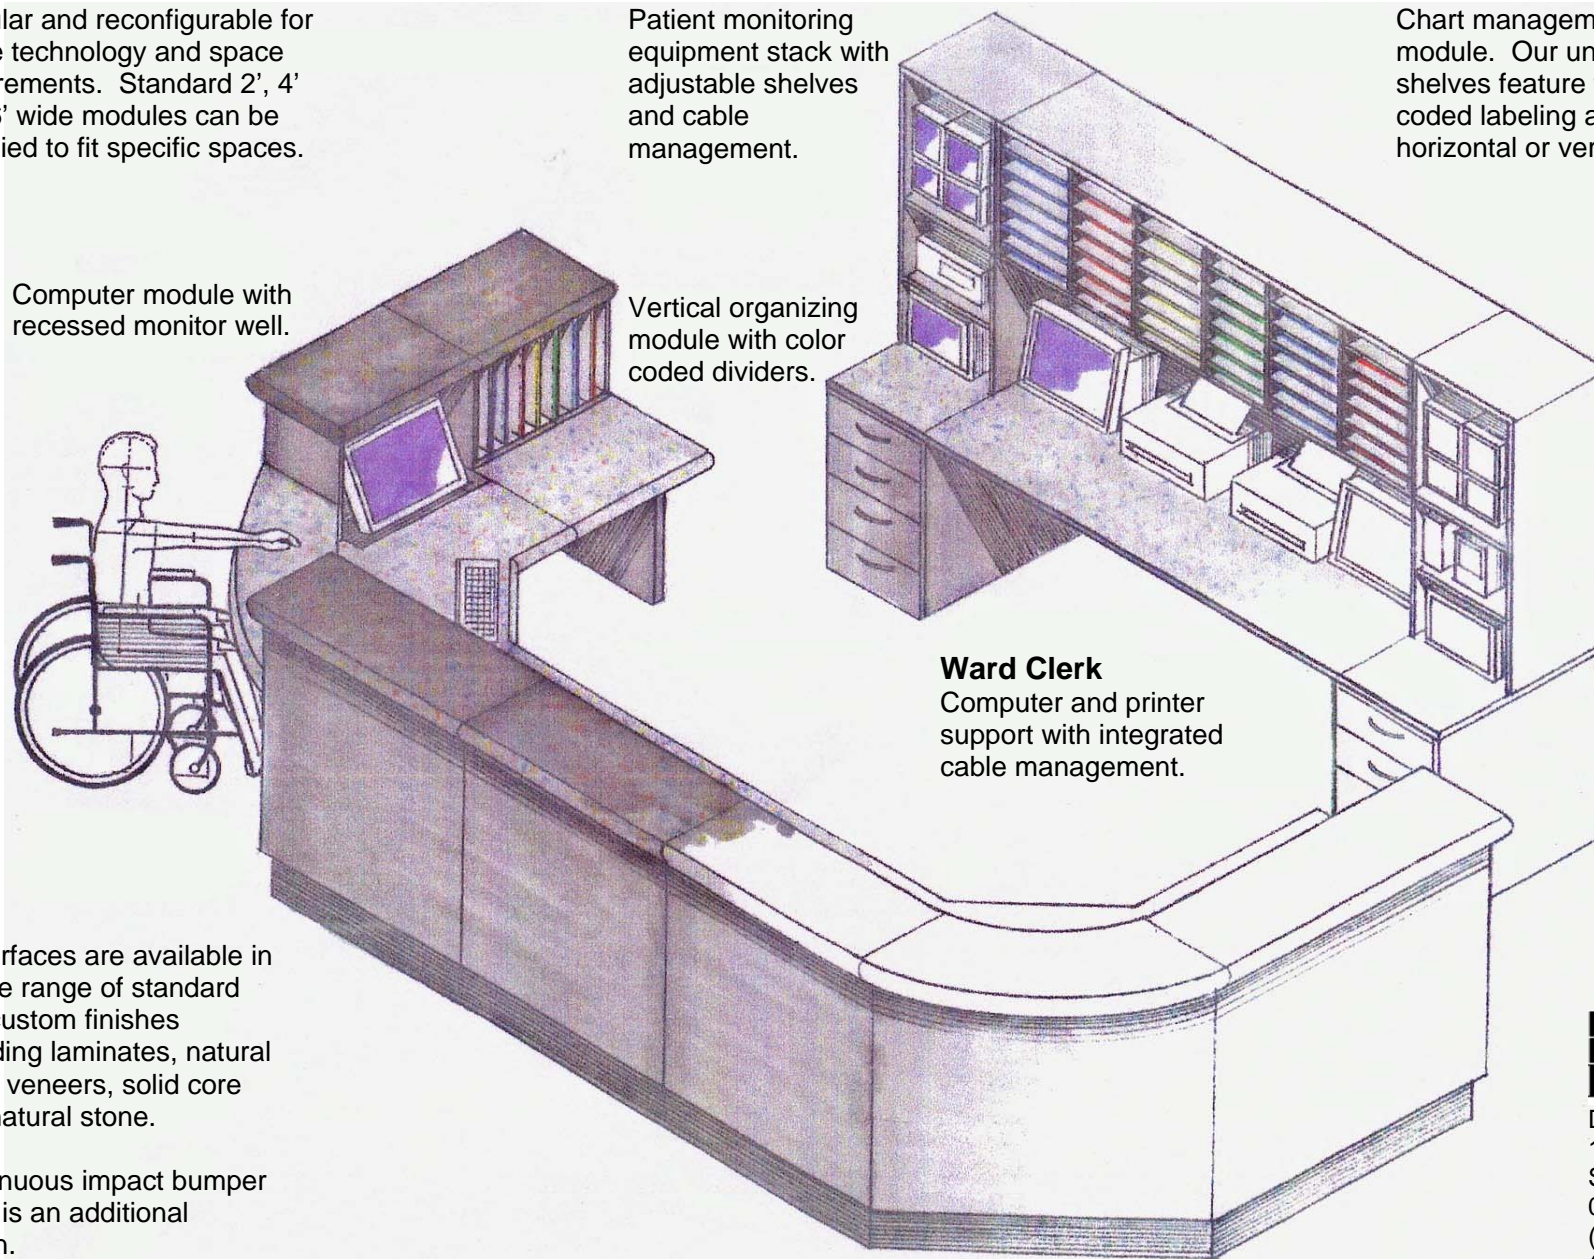 lar and reconfigurable for
technology and space
rements.  Standard 2’, 4’
’ wide modules can be
ied to fit specific spaces.
Patient monitoring
equipment stack with
adjustable shelves
and cable
management.
Chart managem
module.  Our un
shelves feature
coded labeling a
horizontal or ver
Computer module with
recessed monitor well.
Vertical organizing
module with color
coded dividers.
Ward Clerk
Computer and printer
support with integrated
cable management.
rfaces are available in
e range of standard
custom finishes
ding laminates, natural
veneers, solid core
natural stone.
nuous impact bumper
is an additional
n.